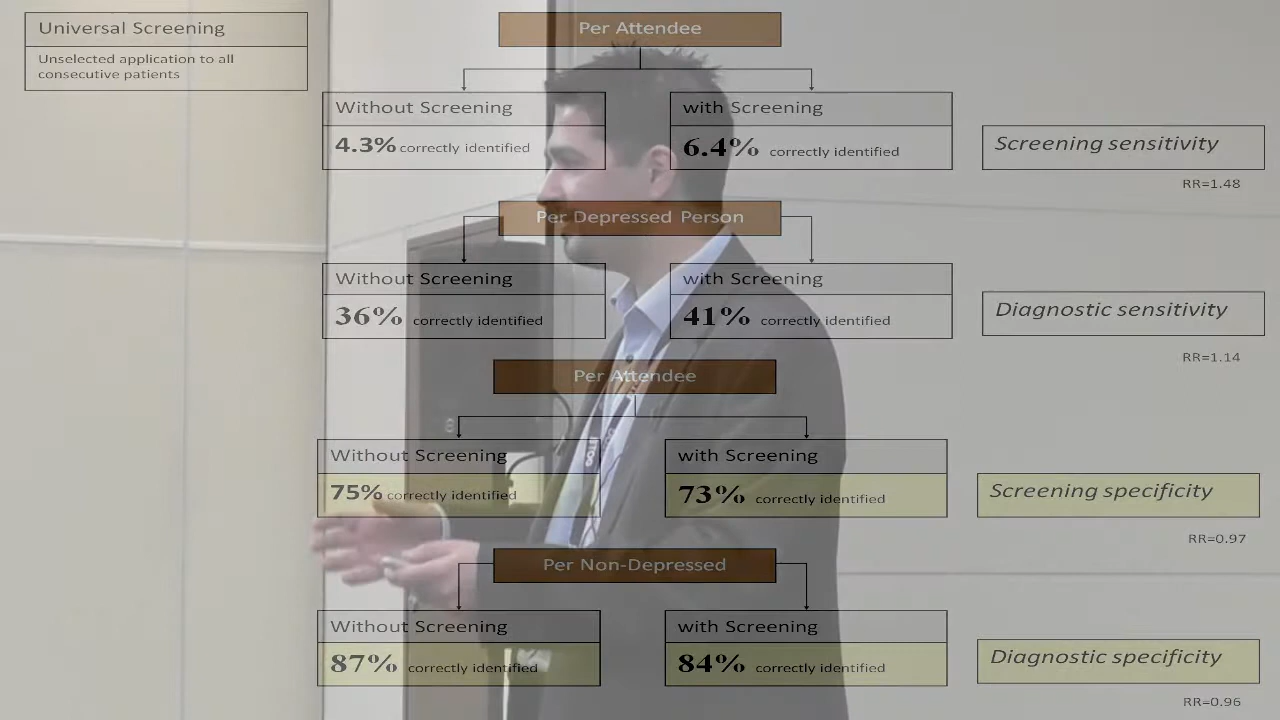 Universal Screening
Unselected application to all
consecutive patients
Per Attendee
Without Screening
4.3% correctly identified
with Screening
6.4% correctly identified
Screening sensitivity
RR=1.48
Per Depressed Person
Without Screening
36% correctly identified
with Screening
41% correctly identified
Diagnostic sensitivity
RR=1.14
Per Attendee
Without Screening
75% correctly identified
with Screening
73% correctly identified
Screening specificity
RR=0.97
Per Non-Depressed
Without Screening
87% correctly identified
with Screening
84% correctly identified
Diagnostic specificity
RR=0.96